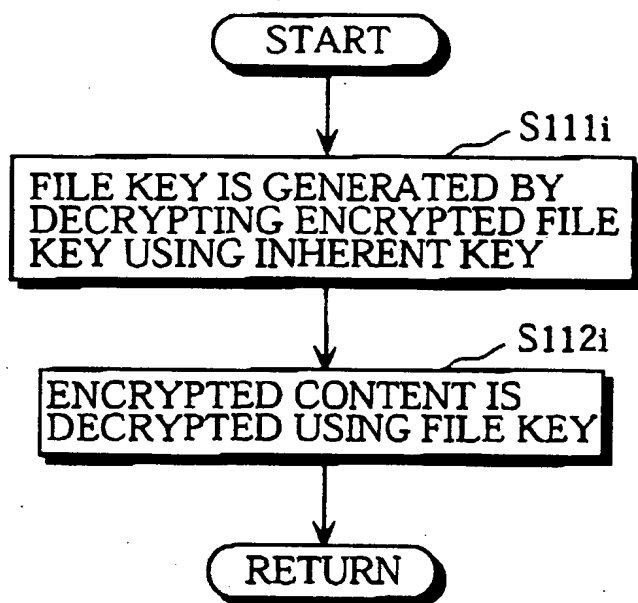 START
S111i
FILE KEY IS GENERATED BY
DECRYPTING ENCRYPTED FILE
KEY USING INHERENT KEY
S112i
ENCRYPTED CONTENT IS
DECRYPTED USING FILE KEY
RETURN